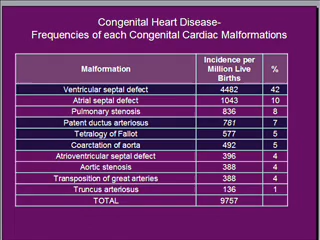 Congenital Heart Disease-
Frequencies of each Congenital Cardiac Malformations
Malformation Incidence per Million Live Births %
Ventricular septal defect 4482 42
Atrial septal defect 1043 10
Pulmonary stenosis 836 8
Patent ductus arteriosus 781 7
Tetralogy of Fallot 577 5
Coarctation of aorta 492 5
Atrioventricular septal defect 396 4
Aortic stenosis 388 4
Transposition of great arteries 388 4
Truncus arteriosus 136 1
TOTAL 9757